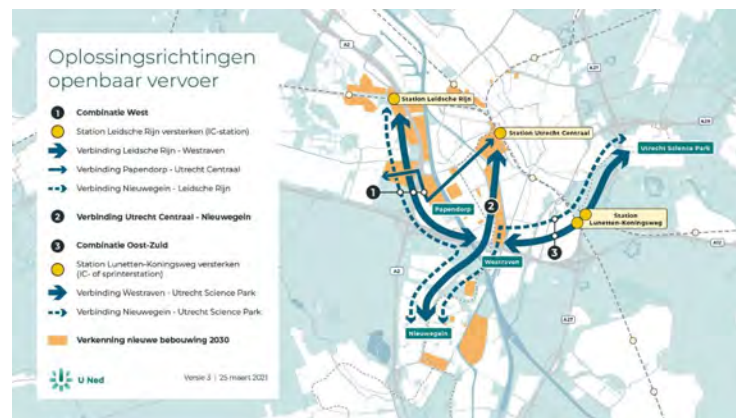 Oplossingsrichtingen
openbaar vervoer
1 Combinatie West
Station Leidsche Rijn versterken (IC-station)
Verbinding Leidsche Rijn - Westraven
Verbinding Papendorp - Utrecht Centraal
Verbinding Nieuwegein - Leidsche Rijn
2 Verbinding Utrecht Centraal - Nieuwegein
3 Combinatie Oost-Zuid
Station Lunetten-Koningsweg versterken
(IC- of sprinterstation)
Verbinding Westraven - Utrecht Science Park
Verbinding Nieuwegein - Utrecht Science Park
Verkenning nieuwe bebouwing 2030
U Ned
Versie 3 | 25 maart 2021
A2
Station Leidsche Rijn
A27
Station Utrecht Centraal
A28
Utrecht Science Park
1
2
Papendorp
Station
Lunetten-Koningsweg
3
Westraven
A12
A2
A27
Nieuwegein